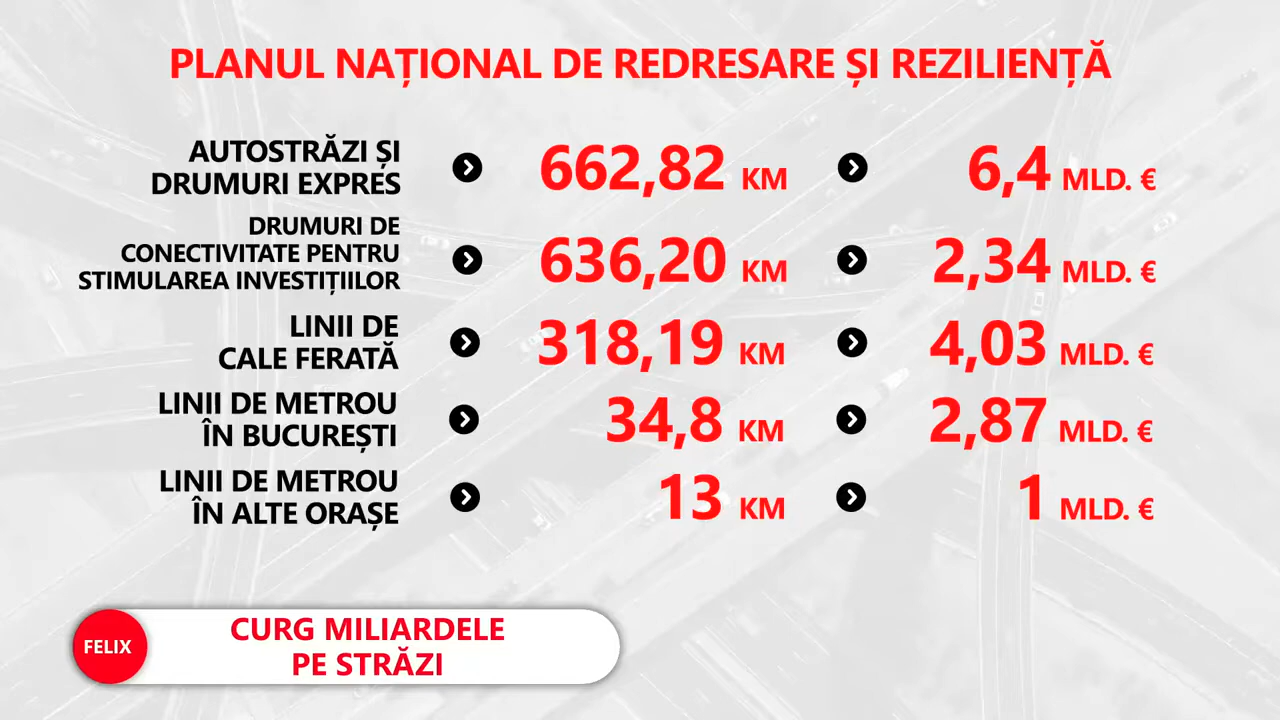 PLANUL NAȚIONAL DE REDRESARE ȘI REZILIENȚĂ
AUTOSTRĂZI ȘI
DRUMURI EXPRES
662,82 KM
6,4 MLD. €
DRUMURI DE
CONECTIVITATE PENTRU
STIMULAREA INVESTIȚIILOR
636,20 KM
2,34 MLD. €
LINII DE
CALE FERATĂ
318,19 KM
4,03 MLD. €
LINII DE METROU
ÎN BUCUREȘTI
34,8 KM
2,87 MLD. €
LINII DE METROU
ÎN ALTE ORAȘE
13 KM
1 MLD. €
FELIX
CURG MILIARDELE
PE STRĂZI